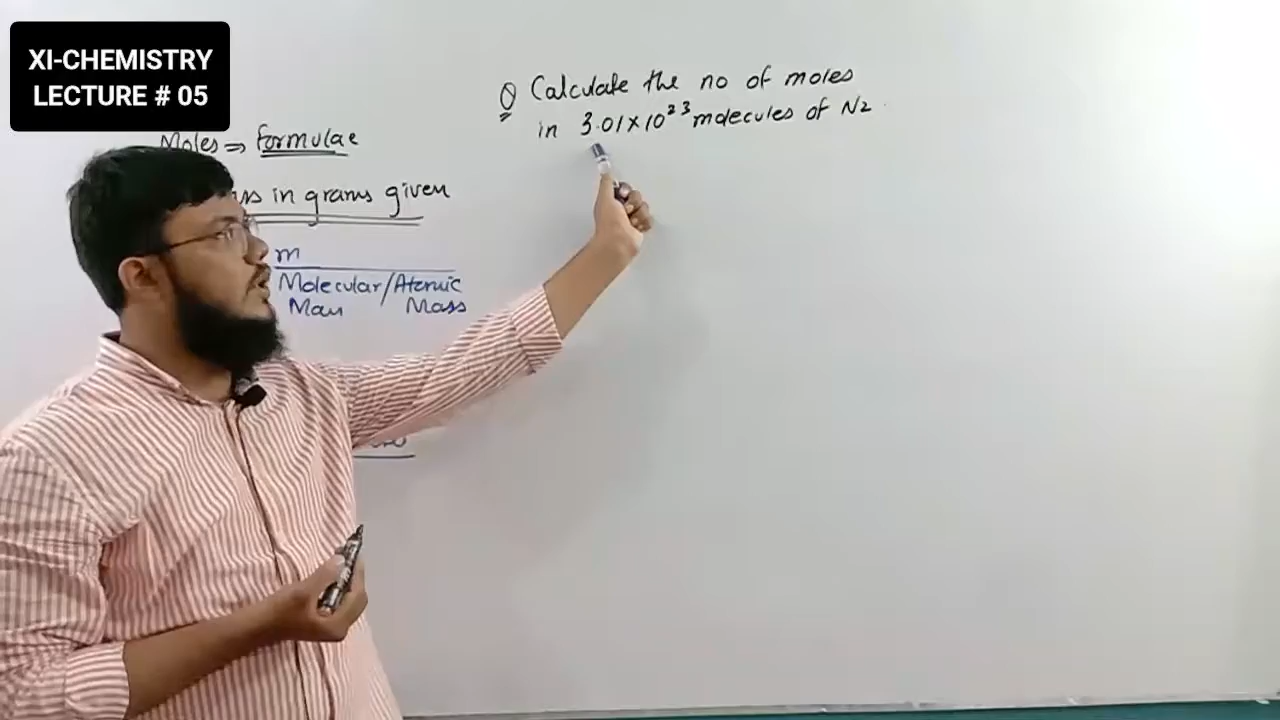 XI-CHEMISTRY
LECTURE # 05
Q Calculate the no of moles
in 3.01×10²³ molecules of N2.
Moles ⇒ formulae
in grams given
m
Molecular/Atomic
Mass Mass